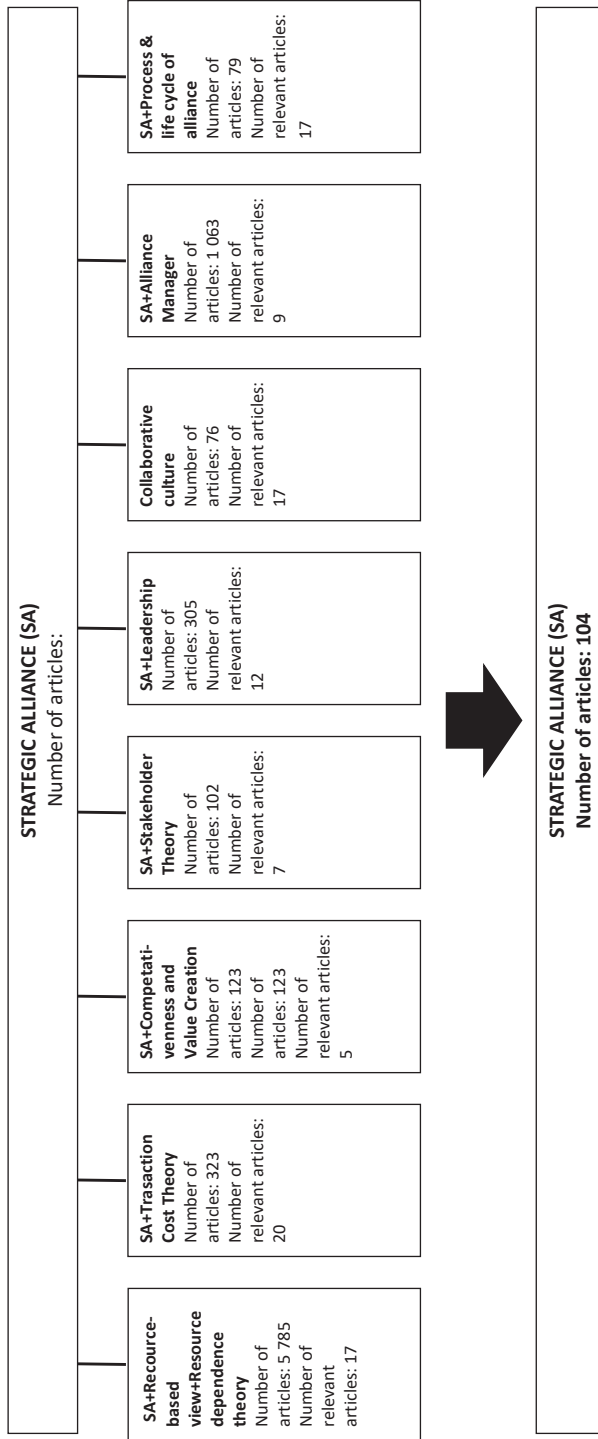 STRATEGIC ALLIANCE (SA)
Number of articles:
SA+Recource-
based
view+Resource
dependence
theory
Number of
articles: 5 785
Number of
relevant
articles: 17
SA+Trasaction
Cost Theory
Number of
articles: 323
Number of
relevant articles:
20
SA+Competati-
venness and
Value Creation
Number of
articles: 123
Number of
articles: 123
Number of
relevant articles:
5
SA+Stakeholder
Theory
Number of
articles: 102
Number of
relevant articles:
7
SA+Leadership
Number of
articles: 305
Number of
relevant articles:
12
Collaborative
culture
Number of
articles: 76
Number of
relevant articles:
17
SA+Alliance
Manager
Number of
articles: 1 063
Number of
relevant articles:
9
SA+Process &
life cycle of
alliance
Number of
articles: 79
Number of
relevant articles:
17
STRATEGIC ALLIANCE (SA)
Number of articles: 104